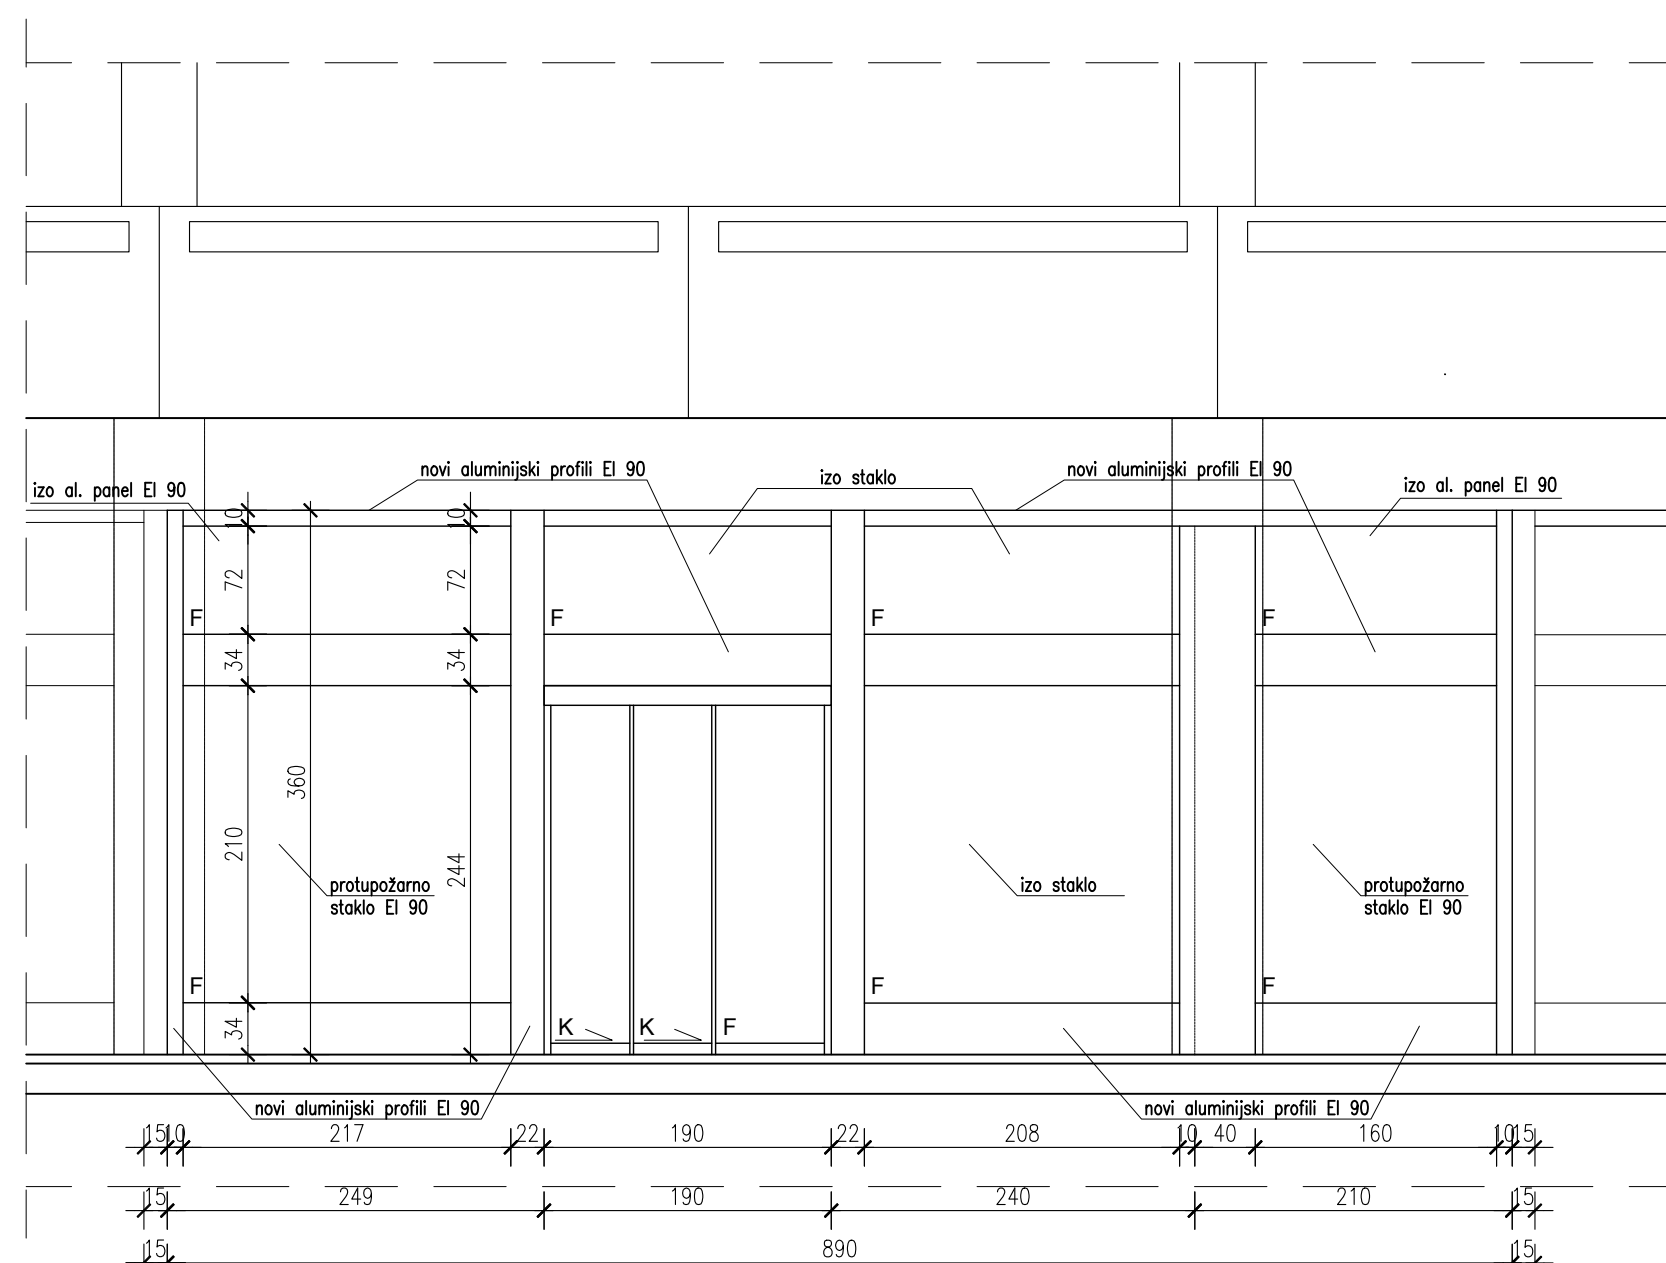 novi aluminijski profili EI 90
izo staklo
novi aluminijski profili EI 90
izo al. panel EI 90
izo al. panel EI 90
10
10
72
72
F
F
F
F
34
34
360
210
244
protupožarno
staklo EI 90
izo staklo
protupožarno
staklo EI 90
F
F
F
34
K
K
F
novi aluminijski profili EI 90
novi aluminijski profili EI 90
15
10
217
22
190
22
208
10
40
160
10
15
15
249
190
240
210
15
15
890
15